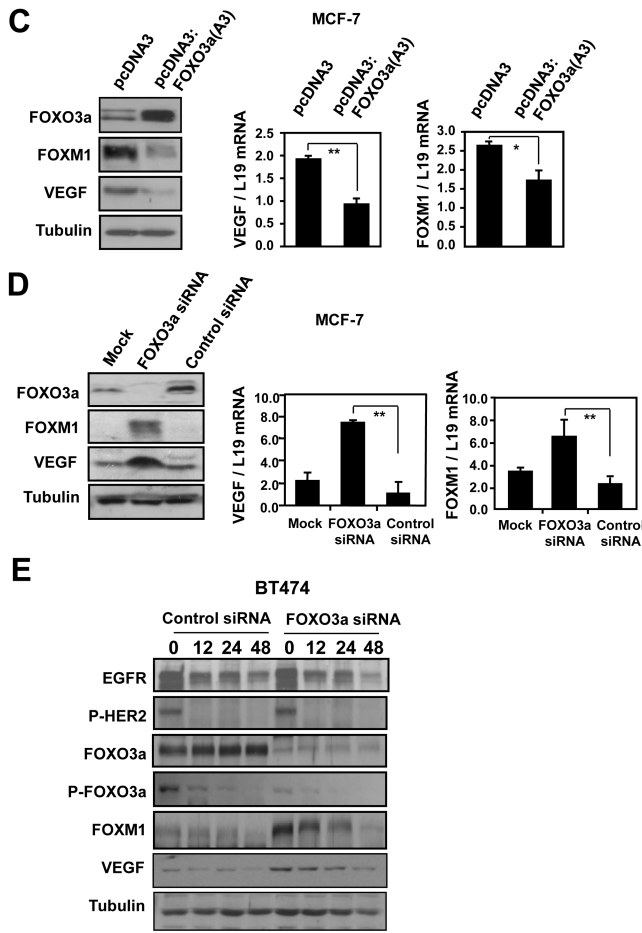 C
MCF-7
pcDNA3
pcDNA3:
FOXO3a(A3)
FOXO3a
FOXM1
VEGF
Tubulin
pcDNA3
pcDNA3:
FOXO3a(A3)
VEGF / L19 mRNA
2.5
2.0
1.5
1.0
0.5
0.0
**
pcDNA3
pcDNA3:
FOXO3a(A3)
FOXM1 / L19 mRNA
3.0
2.5
2.0
1.5
1.0
0.5
0.0
*
D
MCF-7
Mock
FOXO3a siRNA
Control siRNA
FOXO3a
FOXM1
VEGF
Tubulin
VEGF / L19 mRNA
10.0
8.0
6.0
4.0
2.0
0.0
**
Mock FOXO3a Control
siRNA siRNA
FOXM1 / L19 mRNA
10.0
8.0
6.0
4.0
2.0
0.0
**
Mock FOXO3a Control
siRNA siRNA
E
BT474
Control siRNA FOXO3a siRNA
0 12 24 48 0 12 24 48
EGFR
P-HER2
FOXO3a
P-FOXO3a
FOXM1
VEGF
Tubulin